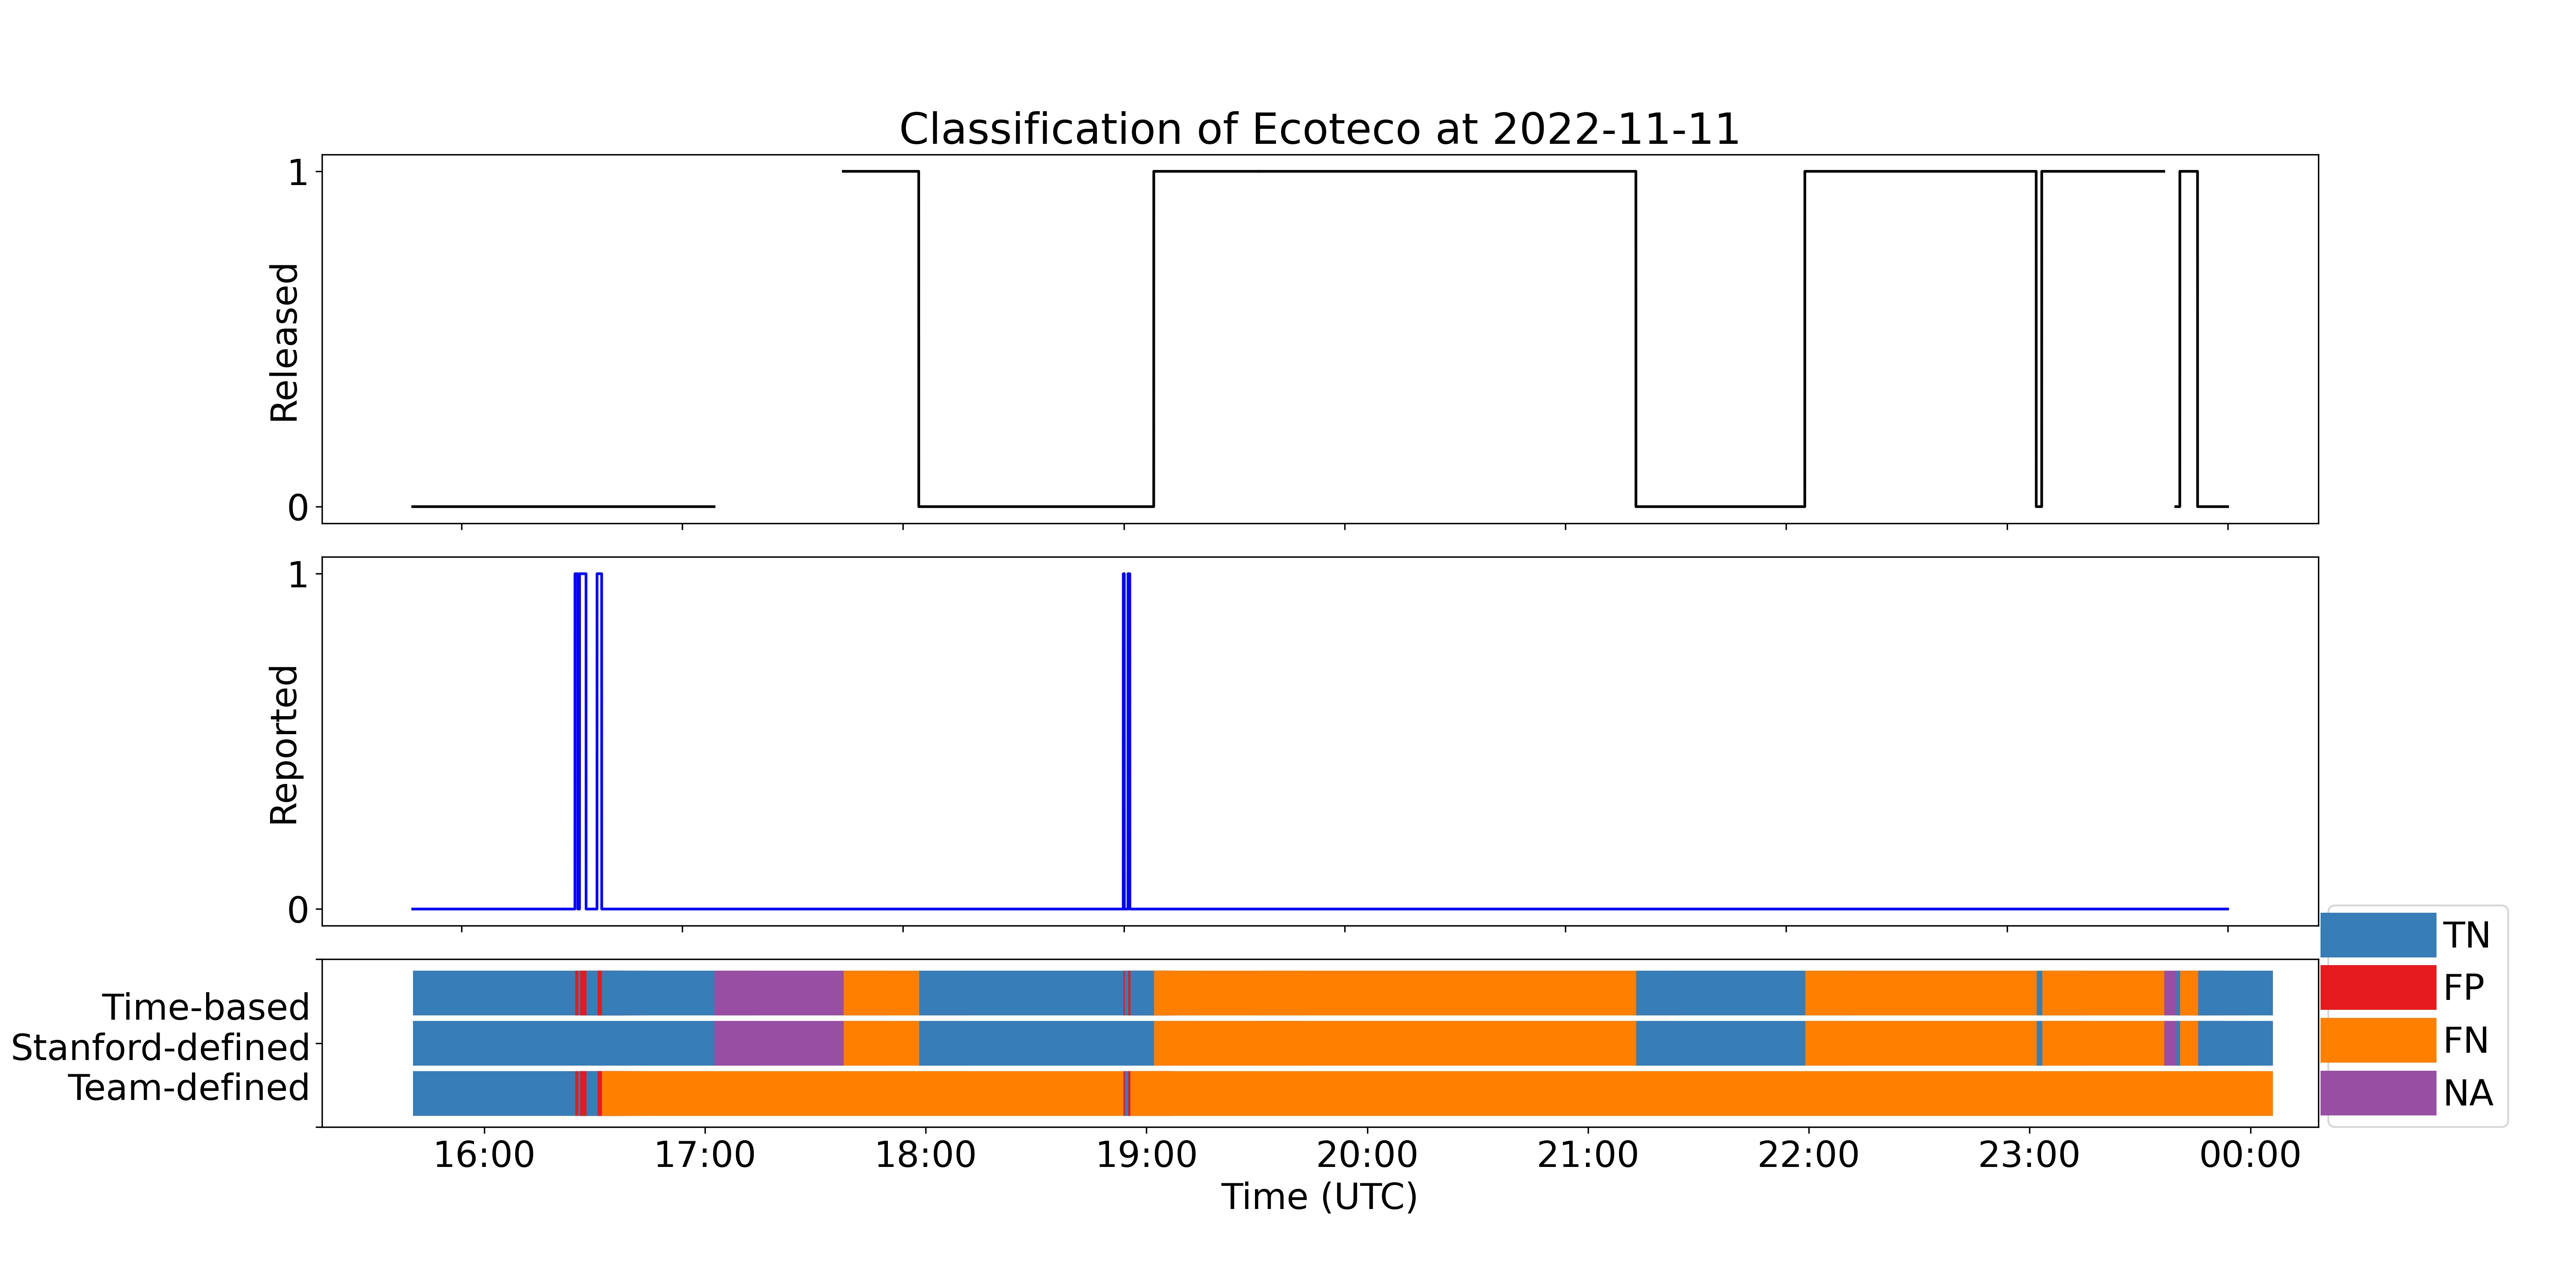 Classification of Ecoteco at 2022-11-11
1
Released
0
1
Reported
0
TN
FP
FN
NA
Time-based
Stanford-defined
Team-defined
16:00 17:00 18:00 19:00 20:00 21:00 22:00 23:00 00:00
Time (UTC)